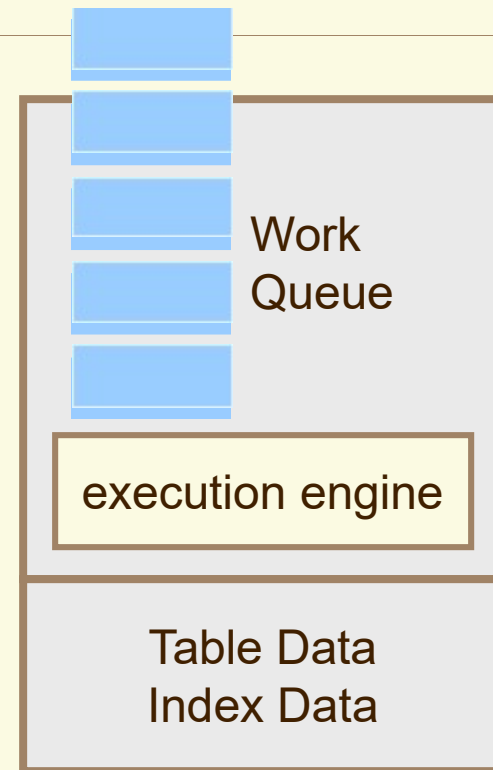 Work
Queue
execution engine
Table Data
Index Data